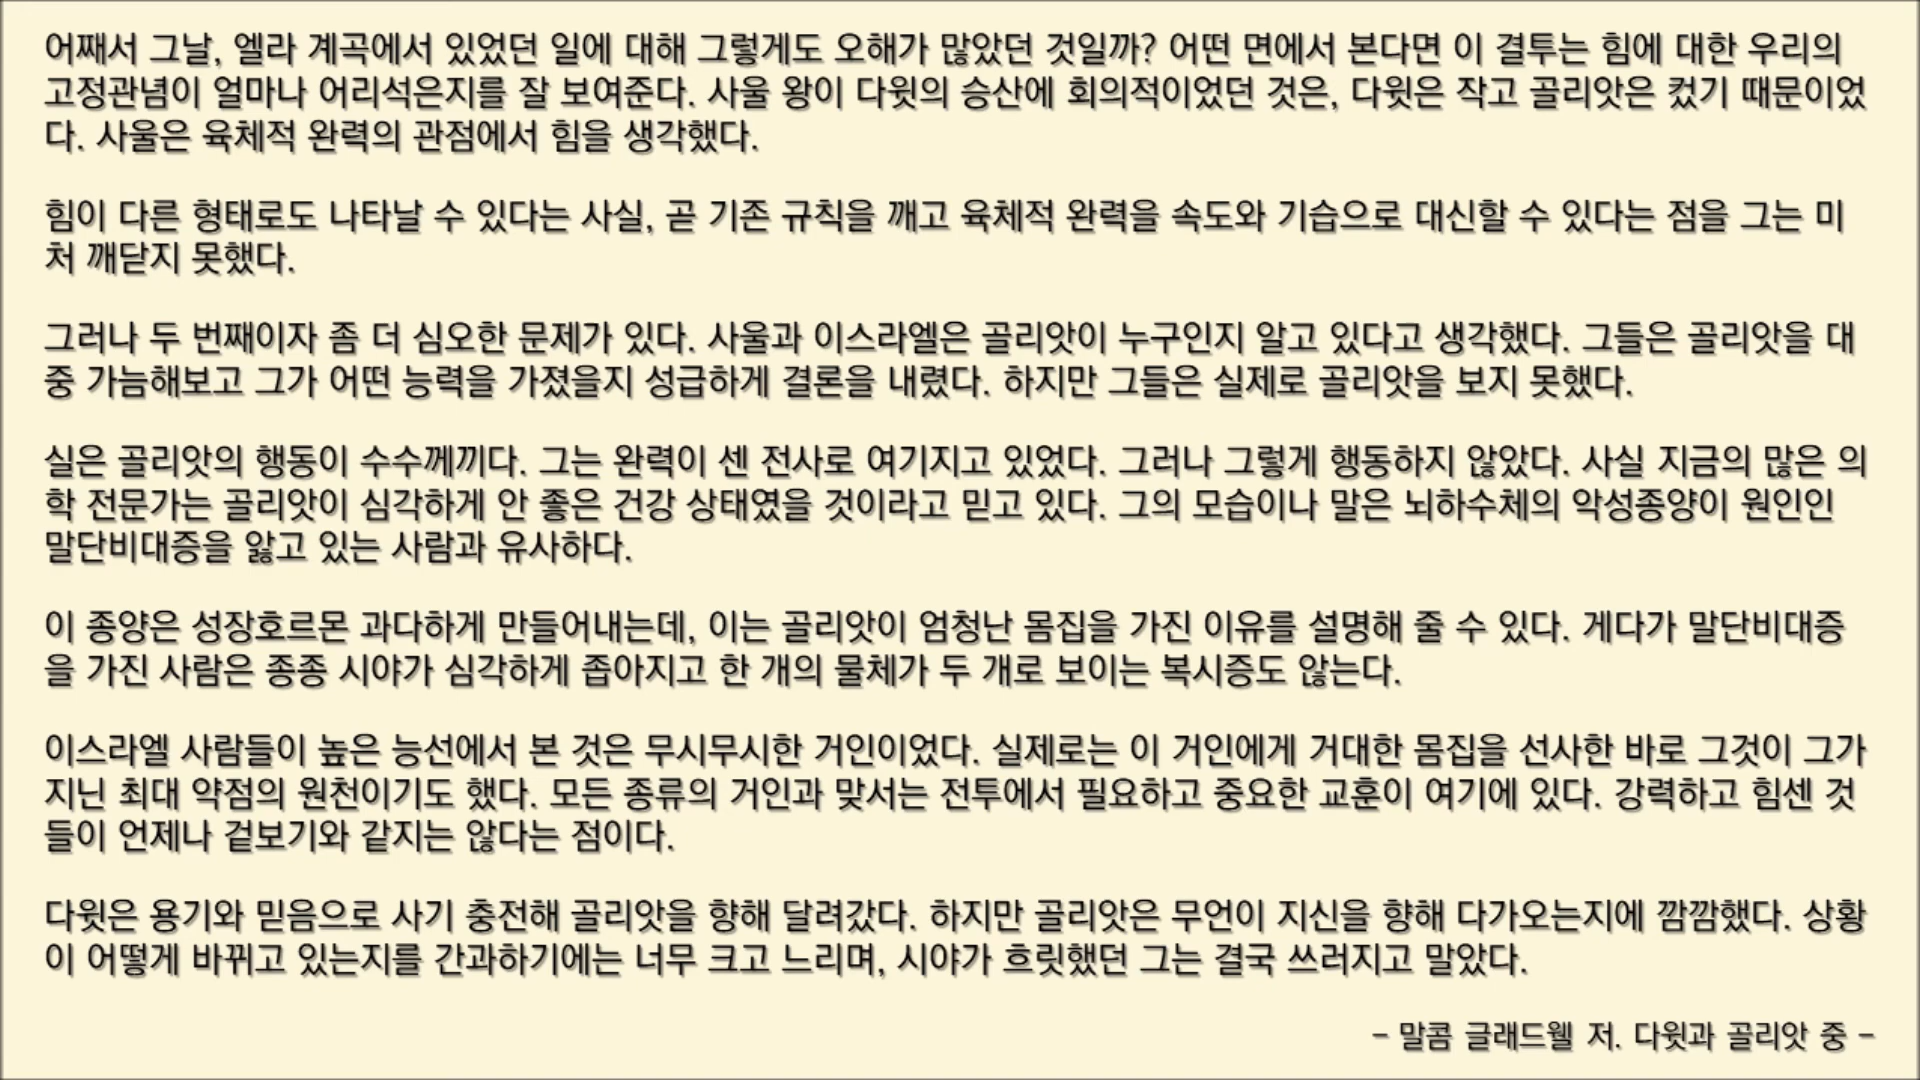 어째서 그날, 엘라 계곡에서 있었던 일에 대해 그렇게도 오해가 많았던 것일까? 어떤 면에서 본다면 이 결투는 힘에 대한 우리의
고정관념이 얼마나 어리석은지를 잘 보여준다. 사울 왕이 다윗의 승산에 회의적이었던 것은, 다윗은 작고 골리앗은 컸기 때문이었
다. 사울은 육체적 완력의 관점에서 힘을 생각했다.
힘이 다른 형태로도 나타날 수 있다는 사실, 곧 기존 규칙을 깨고 육체적 완력을 속도와 기습으로 대신할 수 있다는 점을 그는 미
처 깨닫지 못했다.
그러나 두 번째이자 좀 더 심오한 문제가 있다. 사울과 이스라엘은 골리앗이 누구인지 알고 있다고 생각했다. 그들은 골리앗을 대
중 가늠해보고 그가 어떤 능력을 가졌을지 성급하게 결론을 내렸다. 하지만 그들은 실제로 골리앗을 보지 못했다.
실은 골리앗의 행동이 수수께끼다. 그는 완력이 센 전사로 여기지고 있었다. 그러나 그렇게 행동하지 않았다. 사실 지금의 많은 의
학 전문가는 골리앗이 심각하게 안 좋은 건강 상태였을 것이라고 믿고 있다. 그의 모습이나 말은 뇌하수체의 악성종양이 원인인
말단비대증을 앓고 있는 사람과 유사하다.
이 종양은 성장호르몬 과다하게 만들어내는데, 이는 골리앗이 엄청난 몸집을 가진 이유를 설명해 줄 수 있다. 게다가 말단비대증
을 가진 사람은 종종 시야가 심각하게 좁아지고 한 개의 물체가 두 개로 보이는 복시증도 않는다.
이스라엘 사람들이 높은 능선에서 본 것은 무시무시한 거인이었다. 실제로는 이 거인에게 거대한 몸집을 선사한 바로 그것이 그가
지닌 최대 약점의 원천이기도 했다. 모든 종류의 거인과 맞서는 전투에서 필요하고 중요한 교훈이 여기에 있다. 강력하고 힘센 것
들이 언제나 겉보기와 같지는 않다는 점이다.
다윗은 용기와 믿음으로 사기 충전해 골리앗을 향해 달려갔다. 하지만 골리앗은 무언이 지신을 향해 다가오는지에 깜깜했다. 상황
이 어떻게 바뀌고 있는지를 간과하기에는 너무 크고 느리며, 시야가 흐릿했던 그는 결국 쓰러지고 말았다.
- 말콤 글래드웰 저. 다윗과 골리앗 중 -